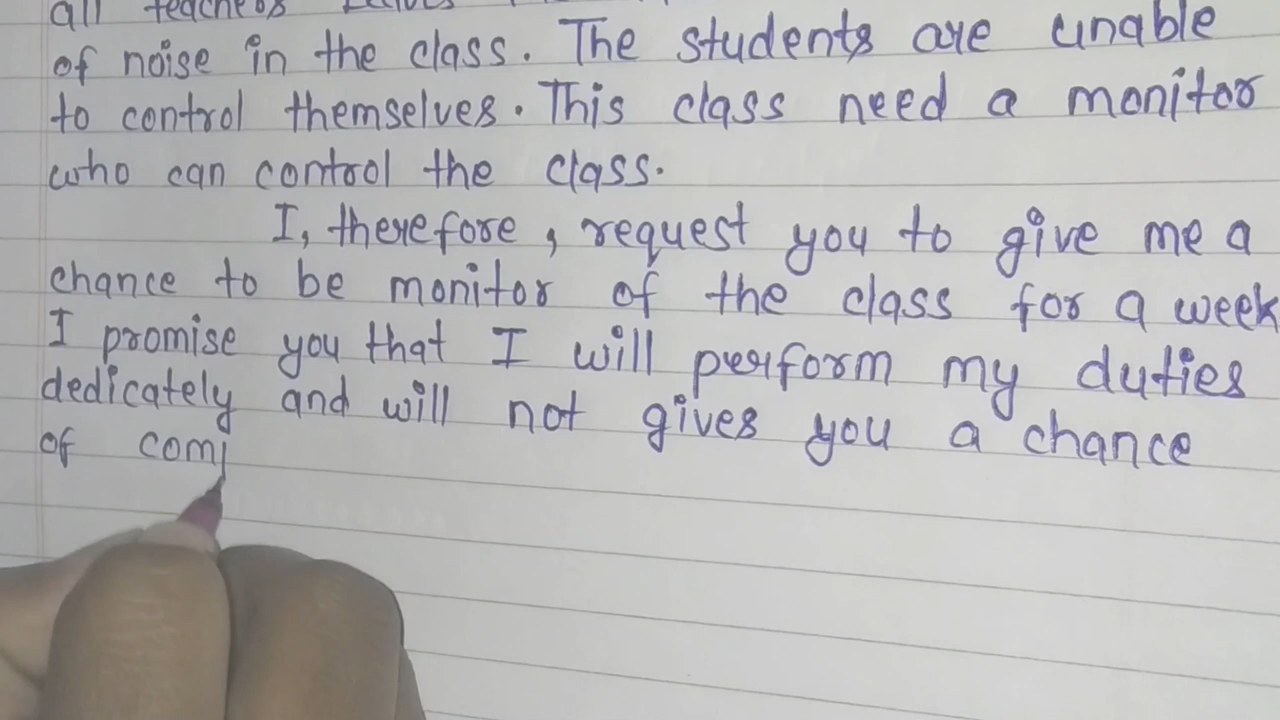 all teachers
of noise in the class. The students are unable
to control themselves. This class need a monitor
who can control the class.
I, therefore, request you to give me a
chance to be monitor of the class for a week
I promise you that I will perform my duties
dedicately and will not gives you a chance
of com